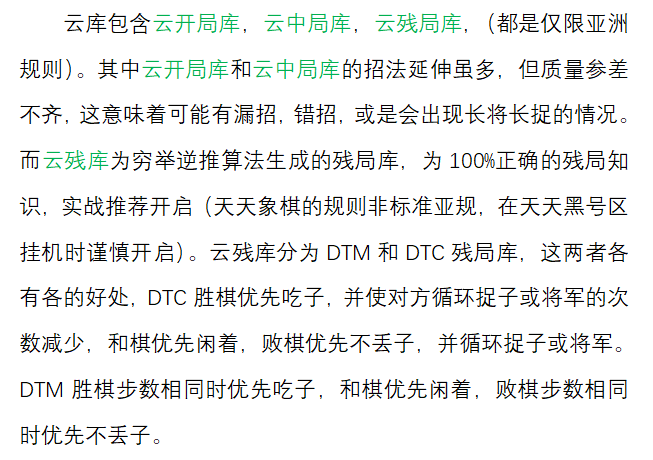 云库包含云开局库，云中局库，云残局库，（都是仅限亚洲
规则）。其中云开局库和云中局库的招法延伸虽多，但质量参差
不齐，这意味着可能有漏招，错招，或是会出现长将长捉的情况。
而云残库为穷举逆推算法生成的残局库，为 100%正确的残局知
识，实战推荐开启（天天象棋的规则非标准亚规，在天天黑号区
挂机时谨慎开启）。云残库分为 DTM 和 DTC 残局库，这两者各
有各的好处，DTC 胜棋优先吃子，并使对方循环捉子或将军的次
数减少，和棋优先闲着，败棋优先不丢子，并循环捉子或将军。
DTM 胜棋步数相同时优先吃子，和棋优先闲着，败棋步数相同
时优先不丢子。